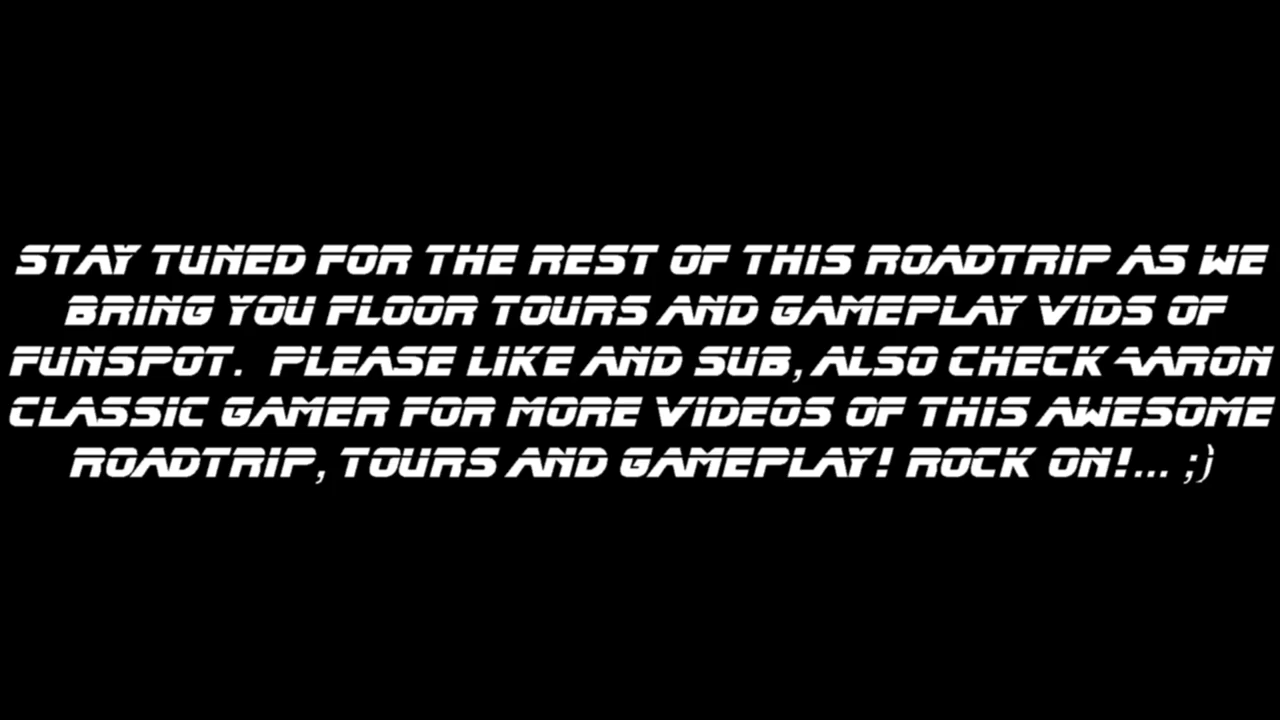 STAY TUNED FOR THE REST OF THIS ROADTRIP AS WE
BRING YOU FLOOR TOURS AND GAMEPLAY VIDS OF
FUNSPOT. PLEASE LIKE AND SUB, ALSO CHECK AARON
CLASSIC GAMER FOR MORE VIDEOS OF THIS AWESOME
ROADTRIP, TOURS AND GAMEPLAY! ROCK ON!... ;)